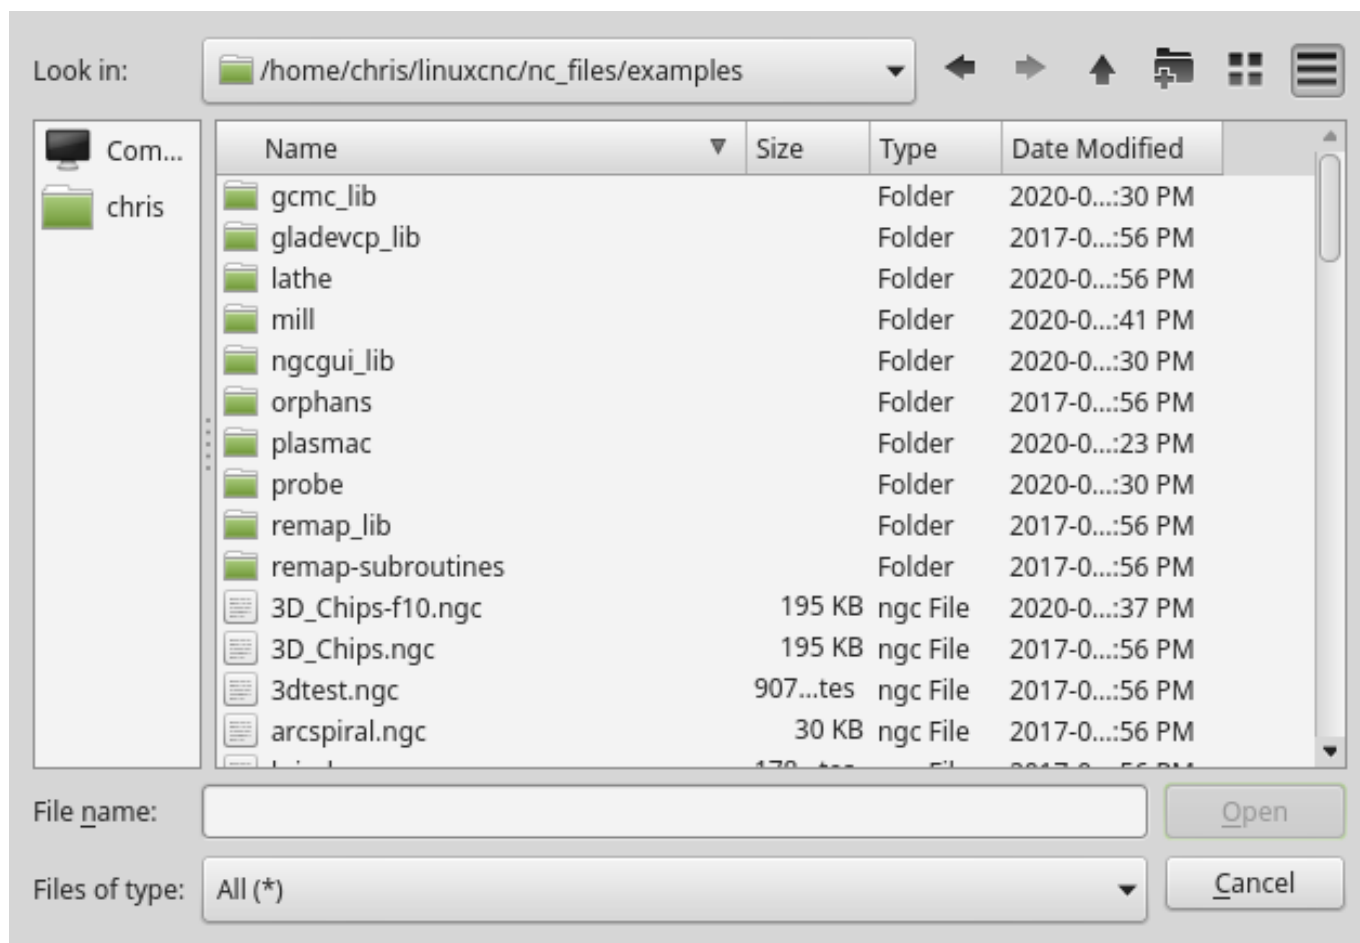 Look in: /home/chris/linuxcnc/nc_files/examples
Com...
chris
Name Size Type Date Modified
gcmc_lib Folder 2020-0...:30 PM
gladevcp_lib Folder 2017-0...:56 PM
lathe Folder 2020-0...:56 PM
mill Folder 2020-0...:41 PM
ngcgui_lib Folder 2020-0...:30 PM
orphans Folder 2017-0...:56 PM
plasmac Folder 2020-0...:23 PM
probe Folder 2020-0...:30 PM
remap_lib Folder 2017-0...:56 PM
remap-subroutines Folder 2017-0...:56 PM
3D_Chips-f10.ngc 195 KB ngc File 2020-0...:37 PM
3D_Chips.ngc 195 KB ngc File 2017-0...:56 PM
3dtest.ngc 907...tes ngc File 2017-0...:56 PM
arcspiral.ngc 30 KB ngc File 2017-0...:56 PM
File name: Open
Files of type: All (*) Cancel